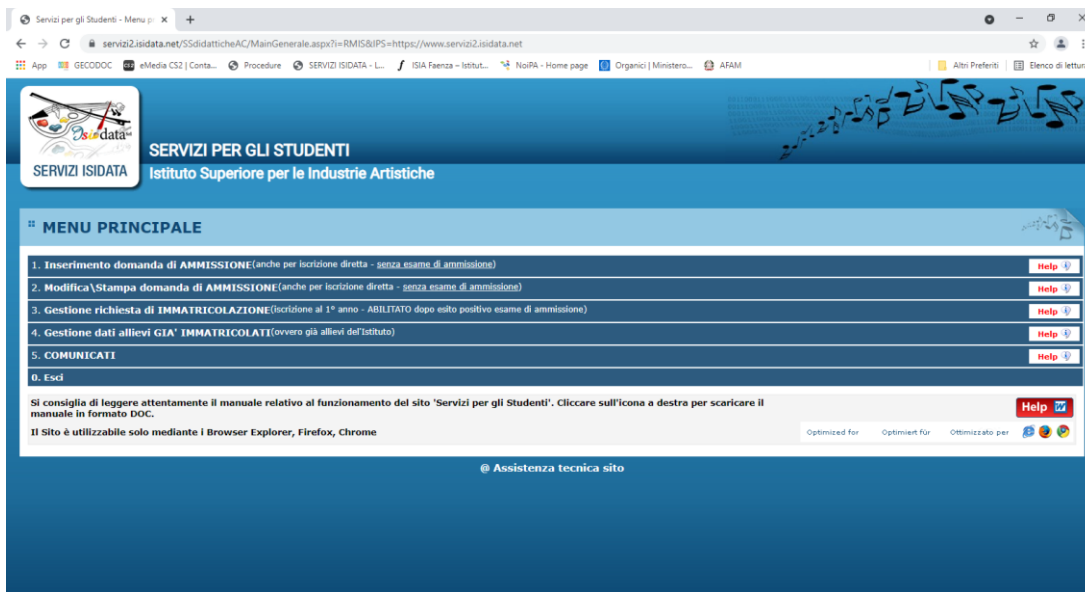 Servizi per gli Studenti - Menu p
servizi2.isidata.net/SSdidatticheAC/MainGenerale.aspx?i=RMIS&IPS=https://www.servizi2.isidata.net
App GECODOC eMedia CS2 | Conta... Procedure SERVIZI ISIDATA - L... ISIA Faenza – Istitut... NoiPA - Home page Organici | Ministero... AFAM Altri Preferiti Elenco di lettura
Isidata
SERVIZI ISIDATA
SERVIZI PER GLI STUDENTI
Istituto Superiore per le Industrie Artistiche
MENU PRINCIPALE
1. Inserimento domanda di AMMISSIONE(anche per iscrizione diretta - senza esame di ammissione) Help
2. Modifica\Stampa domanda di AMMISSIONE(anche per iscrizione diretta - senza esame di ammissione) Help
3. Gestione richiesta di IMMATRICOLAZIONE(iscrizione al 1° anno - ABILITATO dopo esito positivo esame di ammissione) Help
4. Gestione dati allievi GIA' IMMATRICOLATI(ovvero già allievi del'Istituto) Help
5. COMUNICATI Help
0. Esci
Si consiglia di leggere attentamente il manuale relativo al funzionamento del sito 'Servizi per gli Studenti'. Cliccare sull'icona a destra per scaricare il
manuale in formato DOC.
Help
Il Sito è utilizzabile solo mediante i Browser Explorer, Firefox, Chrome
Optimized for Optimiert für Ottimizzato per
@ Assistenza tecnica sito